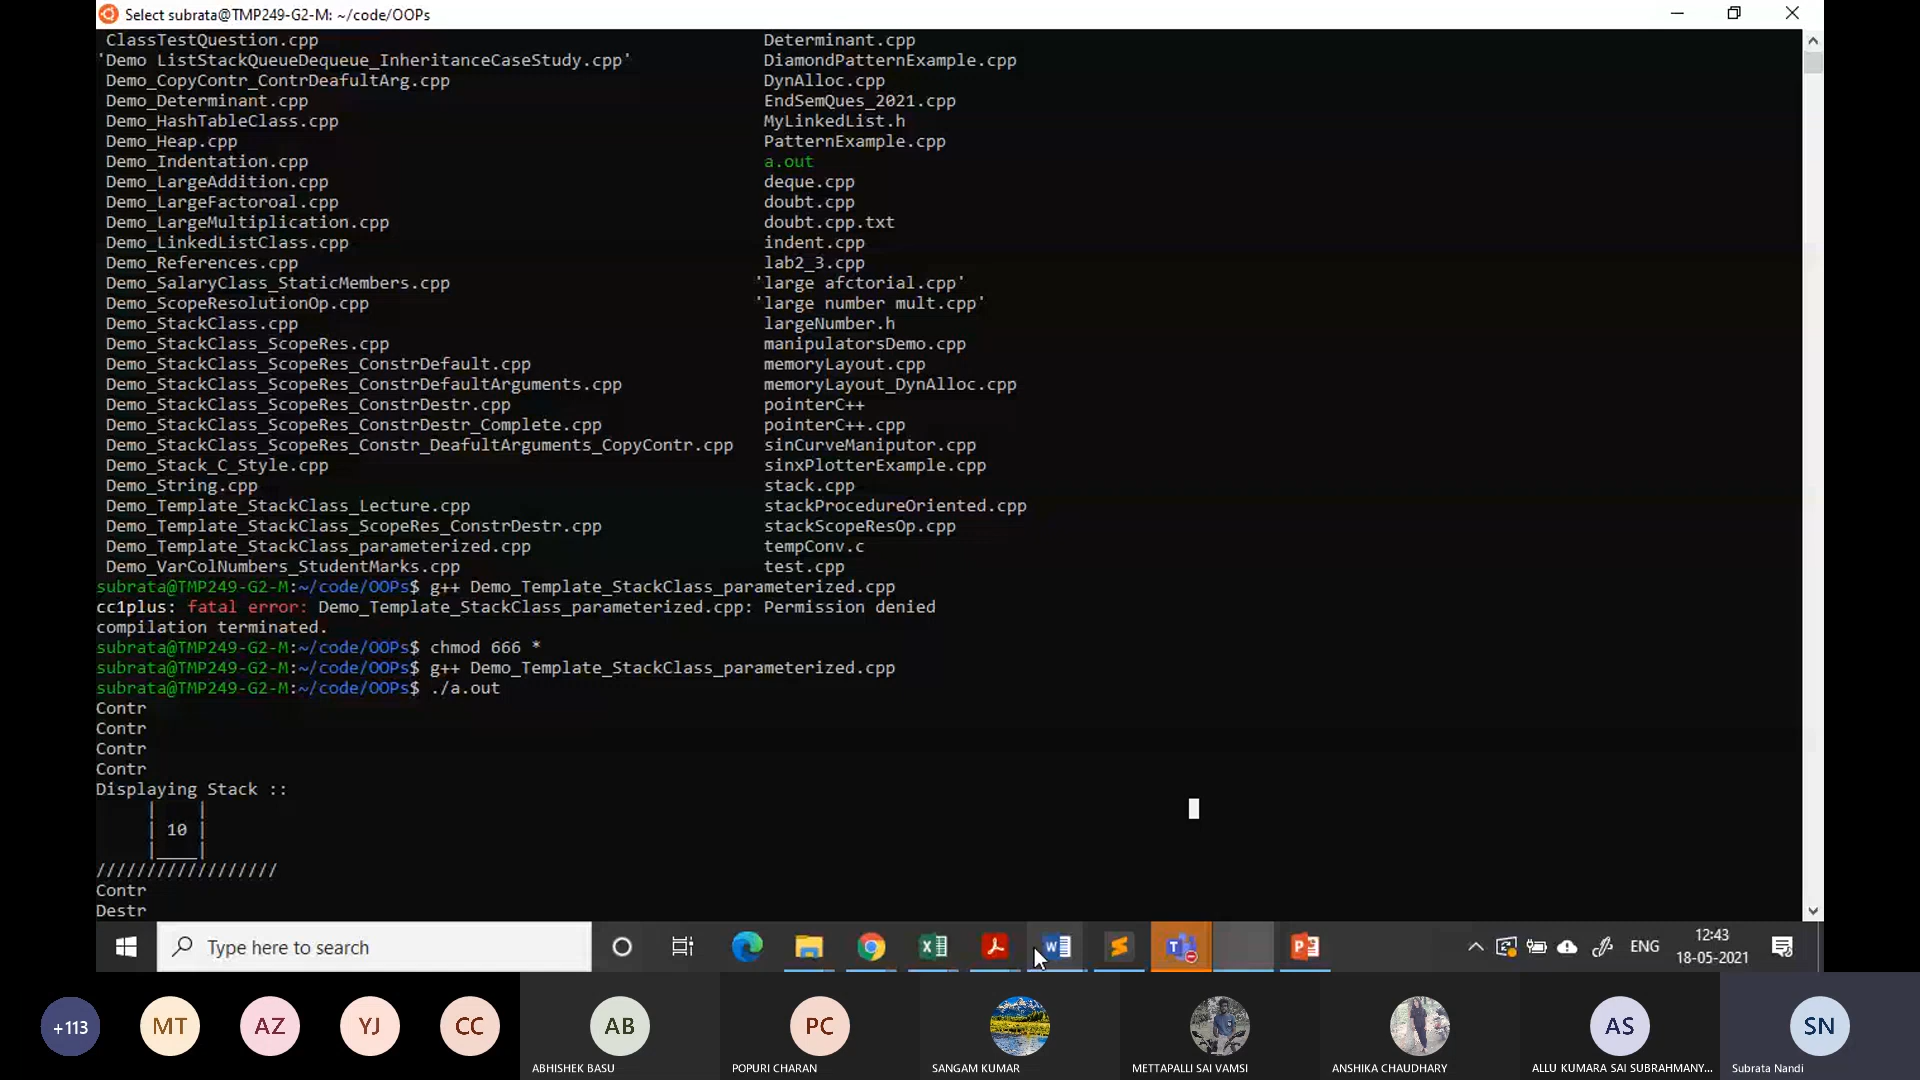 Select subrata@TMP249-G2-M: ~/code/OOPs
ClassTestQuestion.cpp Determinant.cpp
'Demo ListStackQueueDequeue_InheritanceCaseStudy.cpp' DiamondPatternExample.cpp
Demo_CopyContr_ContrDeafultArg.cpp DynAlloc.cpp
Demo_Determinant.cpp EndSemQues_2021.cpp
Demo_HashTableClass.cpp MyLinkedList.h
Demo_Heap.cpp PatternExample.cpp
Demo_Indentation.cpp a.out
Demo_LargeAddition.cpp deque.cpp
Demo_LargeFactoroal.cpp doubt.cpp
Demo_LargeMultiplication.cpp doubt.cpp.txt
Demo_LinkedListClass.cpp indent.cpp
Demo_References.cpp lab2_3.cpp
Demo_SalaryClass_StaticMembers.cpp 'large afctorial.cpp'
Demo_ScopeResolutionOp.cpp 'large number mult.cpp'
Demo_StackClass.cpp largeNumber.h
Demo_StackClass_ScopeRes.cpp manipulatorsDemo.cpp
Demo_StackClass_ScopeRes_ConstrDefault.cpp memoryLayout.cpp
Demo_StackClass_ScopeRes_ConstrDefaultArguments.cpp memoryLayout_DynAlloc.cpp
Demo_StackClass_ScopeRes_ConstrDestr.cpp pointerC++
Demo_StackClass_ScopeRes_ConstrDestr_Complete.cpp pointerC++.cpp
Demo_StackClass_ScopeRes_Constr_DeafultArguments_CopyContr.cpp sinCurveManiputor.cpp
Demo_Stack_C_Style.cpp sinxPlotterExample.cpp
Demo_String.cpp stack.cpp
Demo_Template_StackClass_Lecture.cpp stackProcedureOriented.cpp
Demo_Template_StackClass_ScopeRes_ConstrDestr.cpp stackScopeResOp.cpp
Demo_Template_StackClass_parameterized.cpp tempConv.c
Demo_VarColNumbers_StudentMarks.cpp test.cpp
subrata@TMP249-G2-M:~/code/OOPs$ g++ Demo_Template_StackClass_parameterized.cpp
cc1plus: fatal error: Demo_Template_StackClass_parameterized.cpp: Permission denied
compilation terminated.
subrata@TMP249-G2-M:~/code/OOPs$ chmod 666 *
subrata@TMP249-G2-M:~/code/OOPs$ g++ Demo_Template_StackClass_parameterized.cpp
subrata@TMP249-G2-M:~/code/OOPs$ ./a.out
Contr
Contr
Contr
Contr
Displaying Stack ::
|    |
| 10 |
|____|
//////////////////
Contr
Destr
Type here to search
ENG
12:43
18-05-2021
+113 MT AZ YJ CC AB PC AS SN
ABHISHEK BASU POPURI CHARAN SANGAM KUMAR METTAPALLI SAI VAMSI ANSHIKA CHAUDHARY ALLU KUMARA SAI SUBRAHMANY... Subrata Nandi